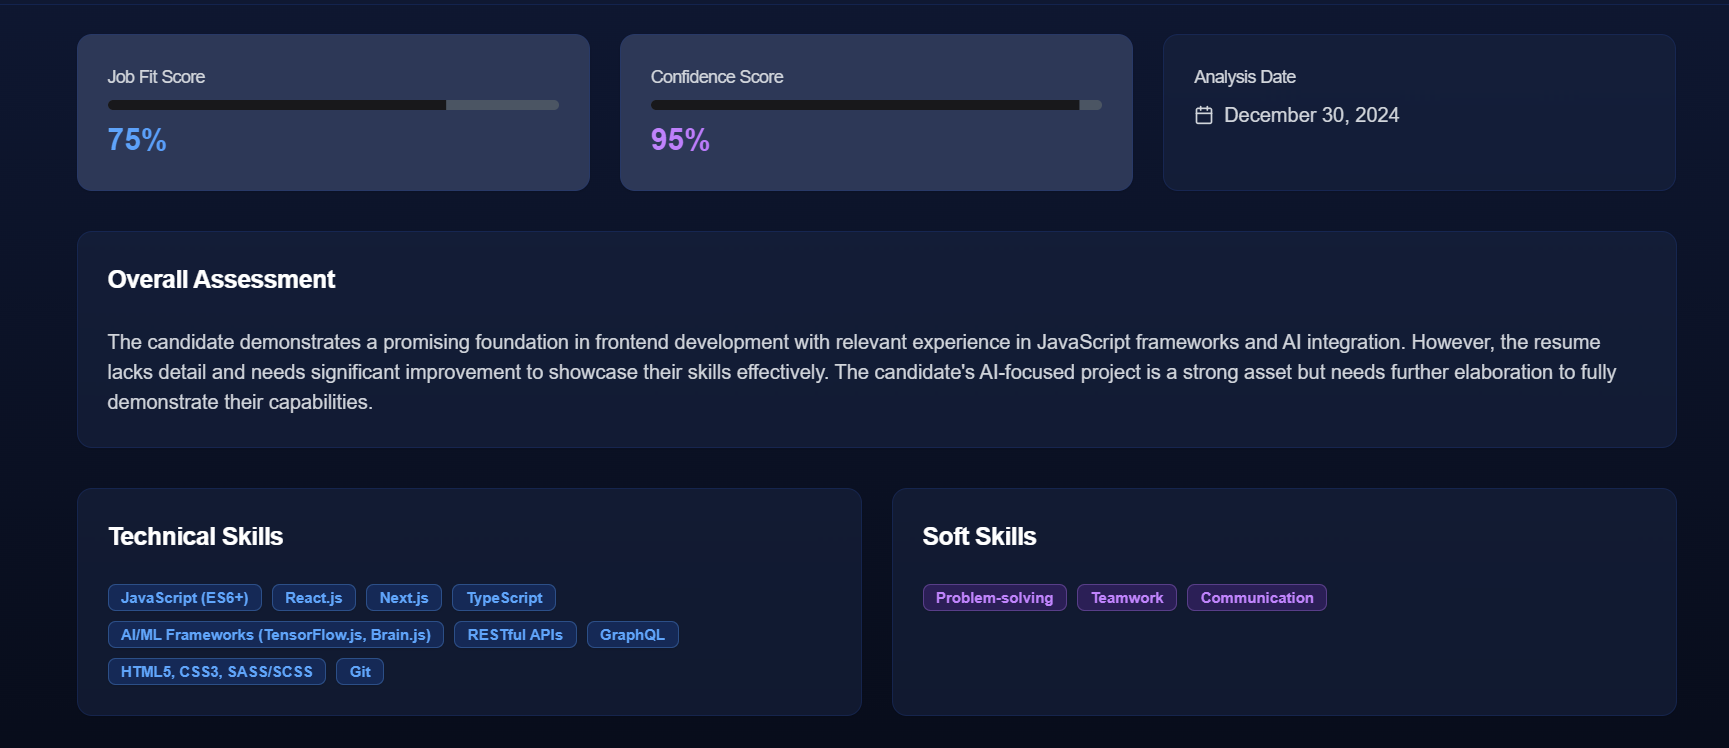 Job Fit Score
75%
Confidence Score
95%
Analysis Date
December 30, 2024
Overall Assessment
The candidate demonstrates a promising foundation in frontend development with relevant experience in JavaScript frameworks and AI integration. However, the resume
lacks detail and needs significant improvement to showcase their skills effectively. The candidate's AI-focused project is a strong asset but needs further elaboration to fully
demonstrate their capabilities.
Technical Skills
JavaScript (ES6+) React.js Next.js TypeScript
AI/ML Frameworks (TensorFlow.js, Brain.js) RESTful APIs GraphQL
HTML5, CSS3, SASS/SCSS Git
Soft Skills
Problem-solving Teamwork Communication